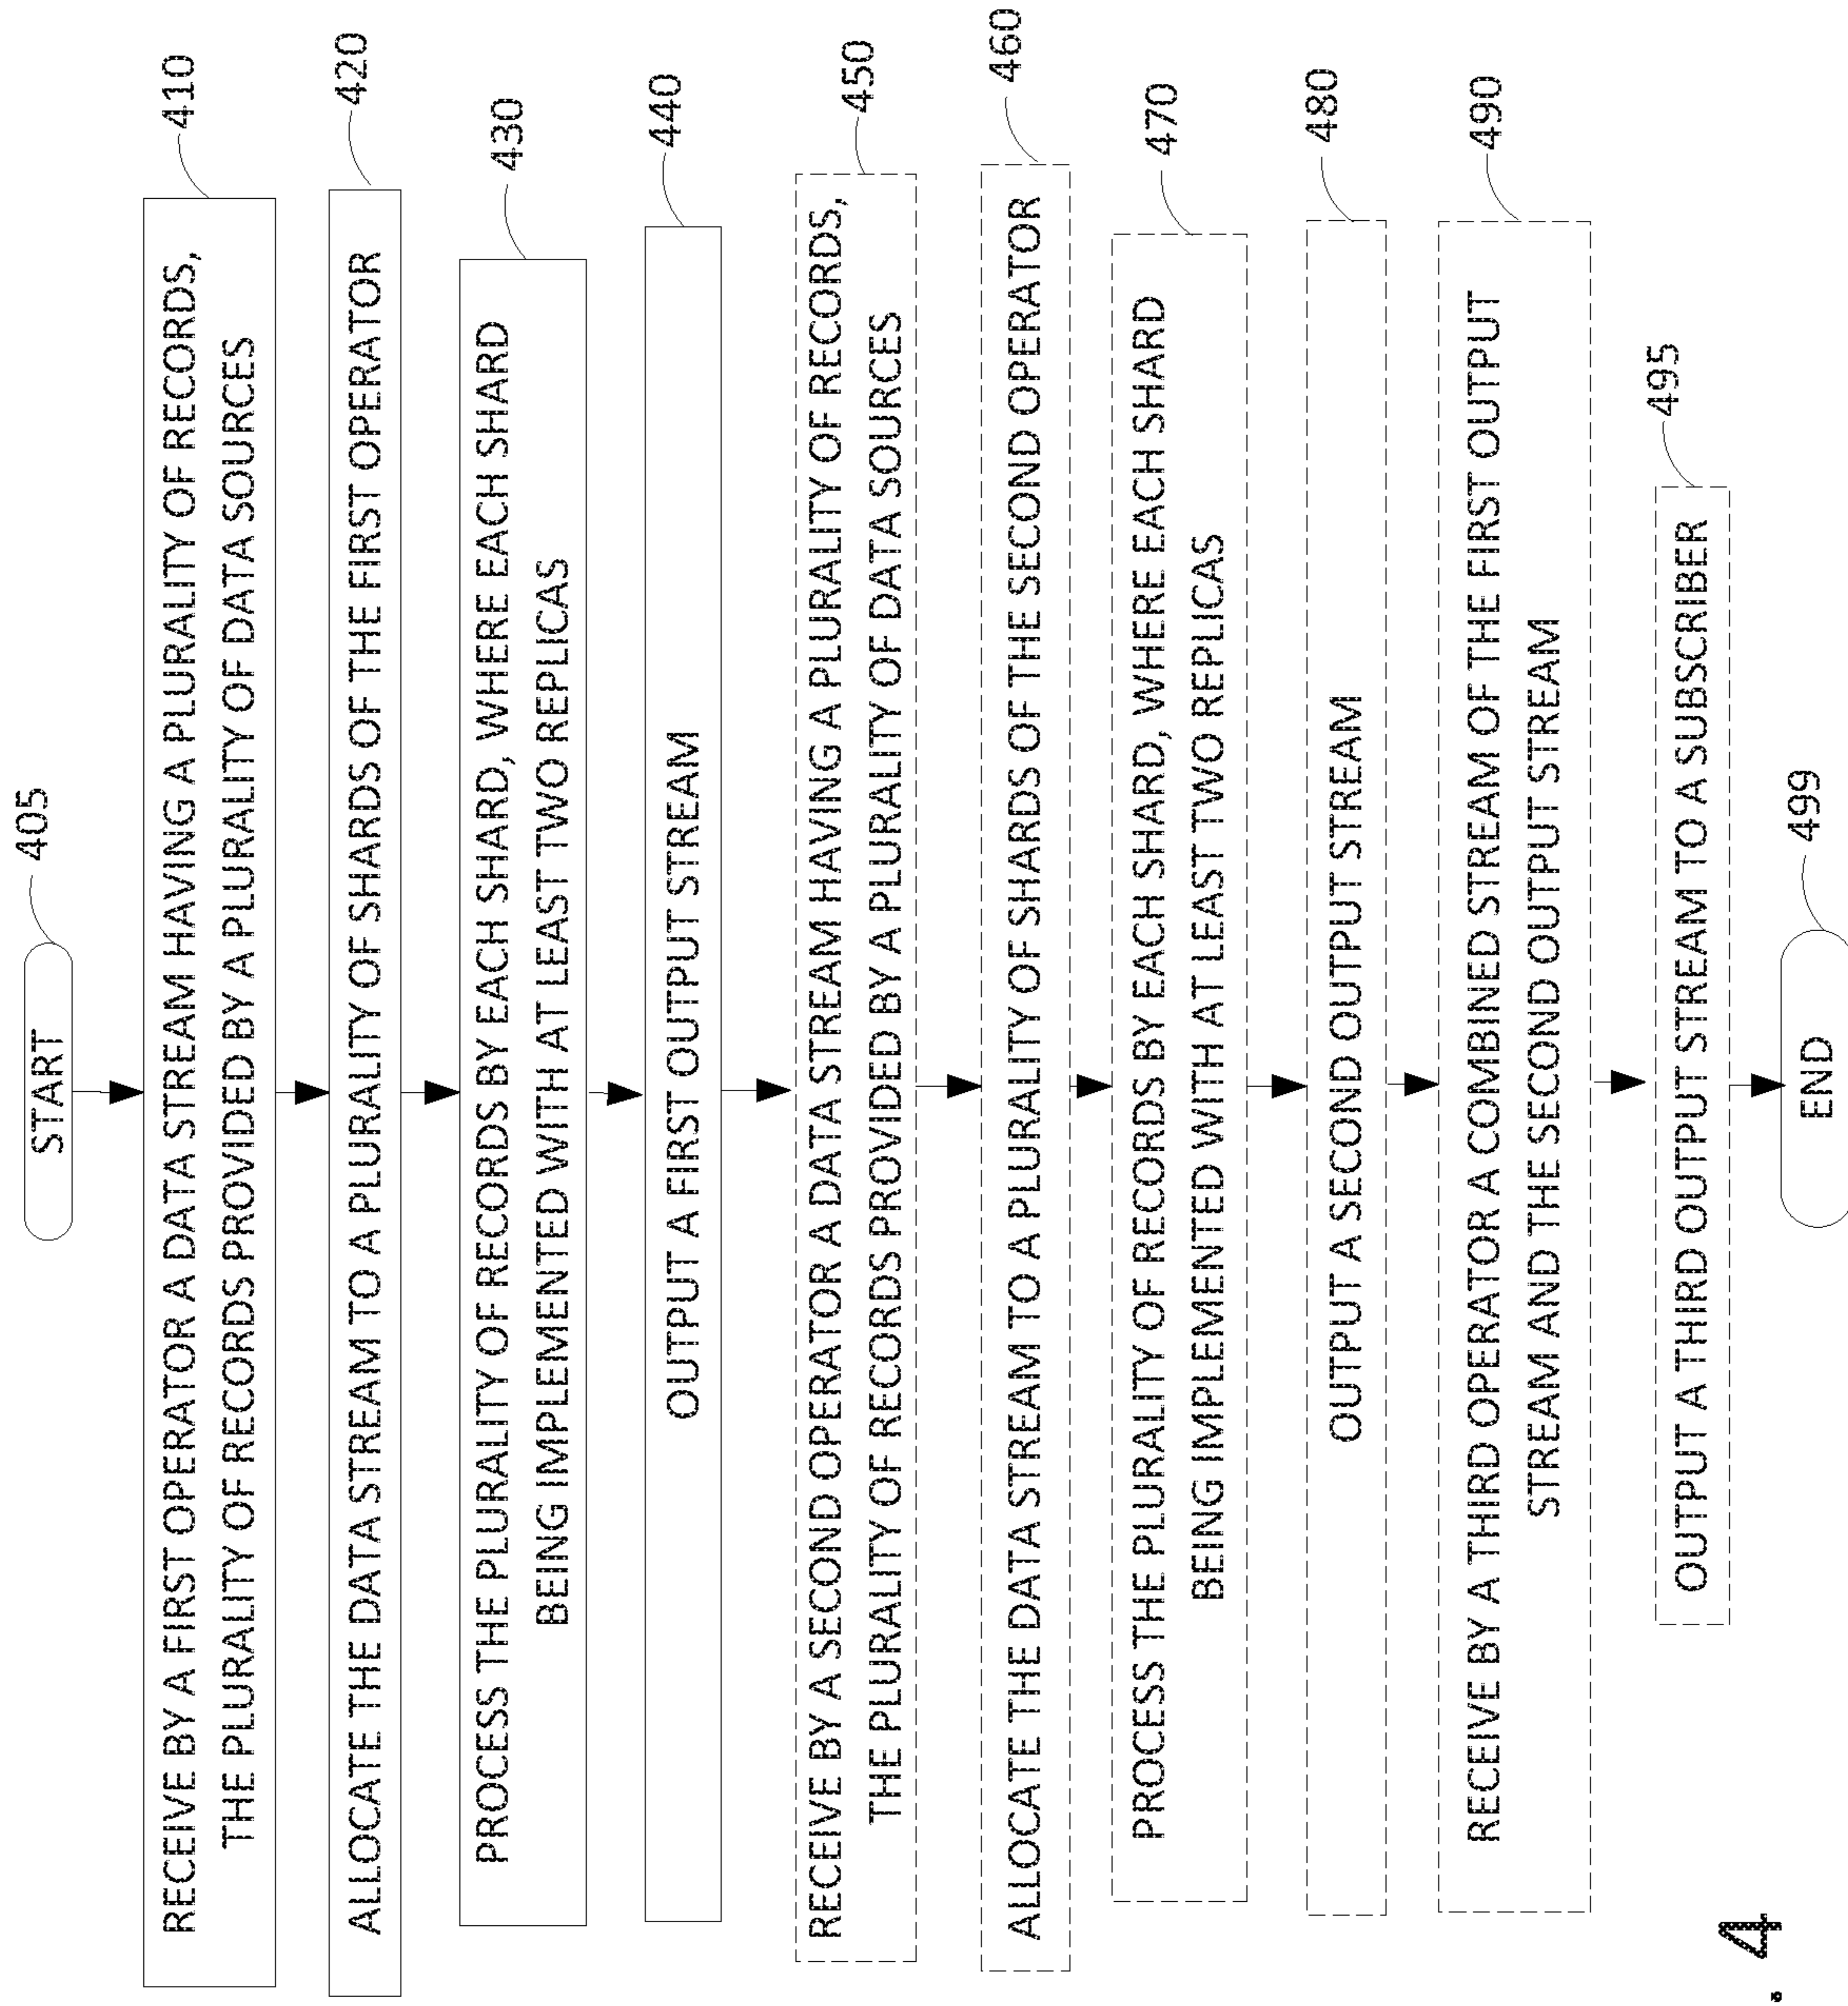 START
405
RECEIVE BY A FIRST OPERATOR A DATA STREAM HAVING A PLURALITY OF RECORDS,
THE PLURALITY OF RECORDS PROVIDED BY A PLURALITY OF DATA SOURCES
410
ALLOCATE THE DATA STREAM TO A PLURALITY OF SHARDS OF THE FIRST OPERATOR
420
PROCESS THE PLURALITY OF RECORDS BY EACH SHARD, WHERE EACH SHARD
BEING IMPLEMENTED WITH AT LEAST TWO REPLICAS
430
OUTPUT A FIRST OUTPUT STREAM
440
RECEIVE BY A SECOND OPERATOR A DATA STREAM HAVING A PLURALITY OF RECORDS,
THE PLURALITY OF RECORDS PROVIDED BY A PLURALITY OF DATA SOURCES
450
ALLOCATE THE DATA STREAM TO A PLURALITY OF SHARDS OF THE SECOND OPERATOR
460
PROCESS THE PLURALITY OF RECORDS BY EACH SHARD, WHERE EACH SHARD
BEING IMPLEMENTED WITH AT LEAST TWO REPLICAS
470
OUTPUT A SECOND OUTPUT STREAM
480
RECEIVE BY A THIRD OPERATOR A COMBINED STREAM OF THE FIRST OUTPUT
STREAM AND THE SECOND OUTPUT STREAM
490
OUTPUT A THIRD OUTPUT STREAM TO A SUBSCRIBER
495
END
499
. 4